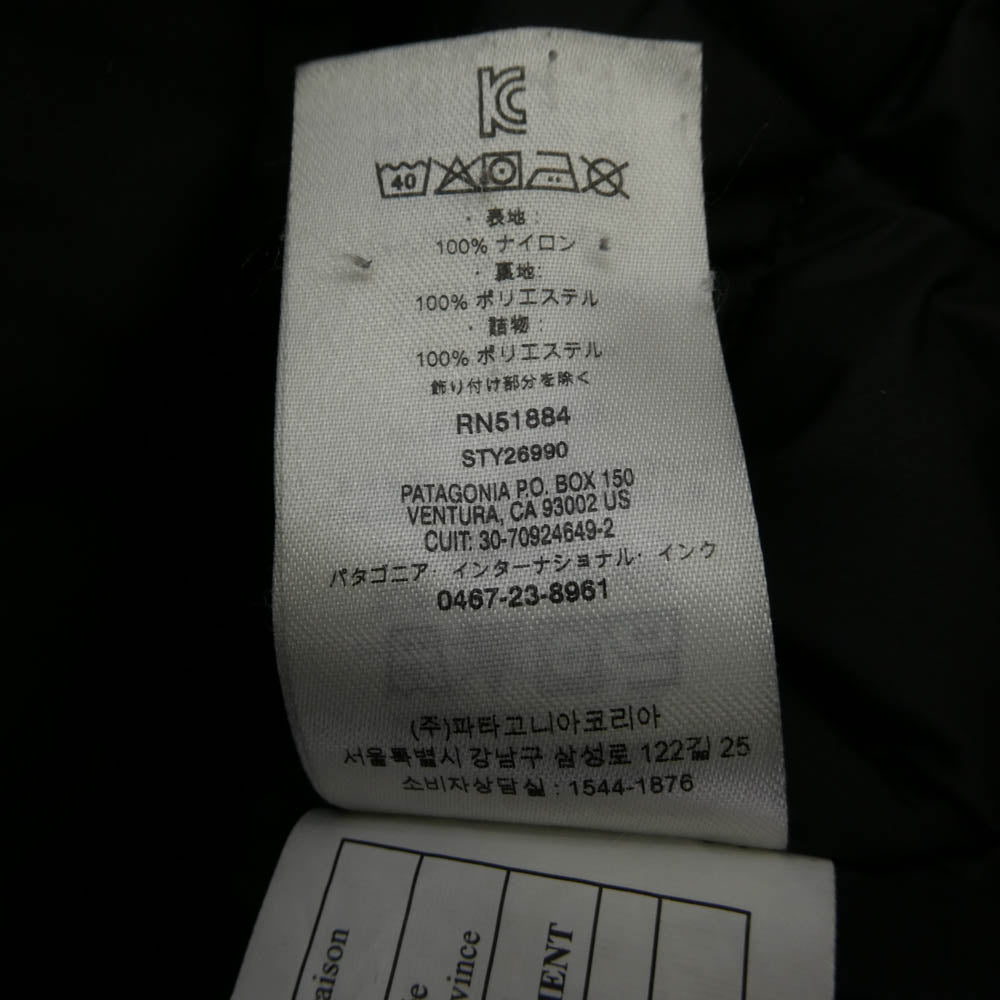 KC
40
・表地:
100% ナイロン
・裏地:
100% ポリエステル
・詰物:
100% ポリエステル
飾り付け部分を除く
RN51884
STY26990
PATAGONIA P.O. BOX 150
VENTURA, CA 93002 US
CUIT: 30-70924649-2
パタゴニア・インターナショナル・インク
0467-23-8961
(주)파타고니아코리아
서울특별시 강남구 삼성로 122길 25
소비자상담실 : 1544-1876
aison
vince
MENT